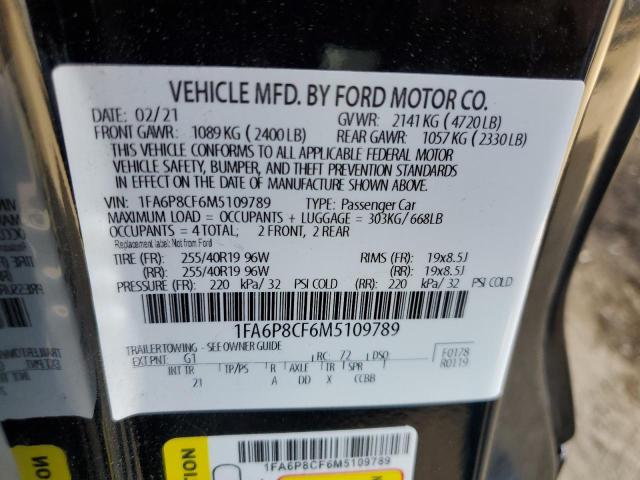 VEHICLE MFD. BY FORD MOTOR CO.
DATE: 02/21 GVWR: 2141 KG ( 4720 LB)
FRONT GAWR: 1089 KG ( 2400 LB) REAR GAWR: 1057 KG ( 2330 LB)
THIS VEHICLE CONFORMS TO ALL APPLICABLE FEDERAL MOTOR
VEHICLE SAFETY, BUMPER, AND THEFT PREVENTION STANDARDS
IN EFFECT ON THE DATE OF MANUFACTURE SHOWN ABOVE.
VIN: 1FA6P8CF6M5109789 TYPE: Passenger Car
MAXIMUM LOAD = OCCUPANTS + LUGGAGE = 303KG/668LB
OCCUPANTS = 4 TOTAL; 2 FRONT, 2 REAR
Replacement label: Not from Ford
TIRE (FR): 255/40R19 96W RIMS (FR): 19x8.5J
(RR): 255/40R19 96W (RR): 19x8.5J
PRESSURE (FR): 220 kPa/ 32 PSI COLD (RR): 220 kPa/ 32 PSI COLD
1FA6P8CF6M5109789
TRAILER TOWING - SEE OWNER GUIDE
EXT PNT: G1 RC: 72 DSO: F0178
INT TR TP/PS R AXLE TR SPR R0119
21 A DD X CCBB
1FA6P8CF6M5109789